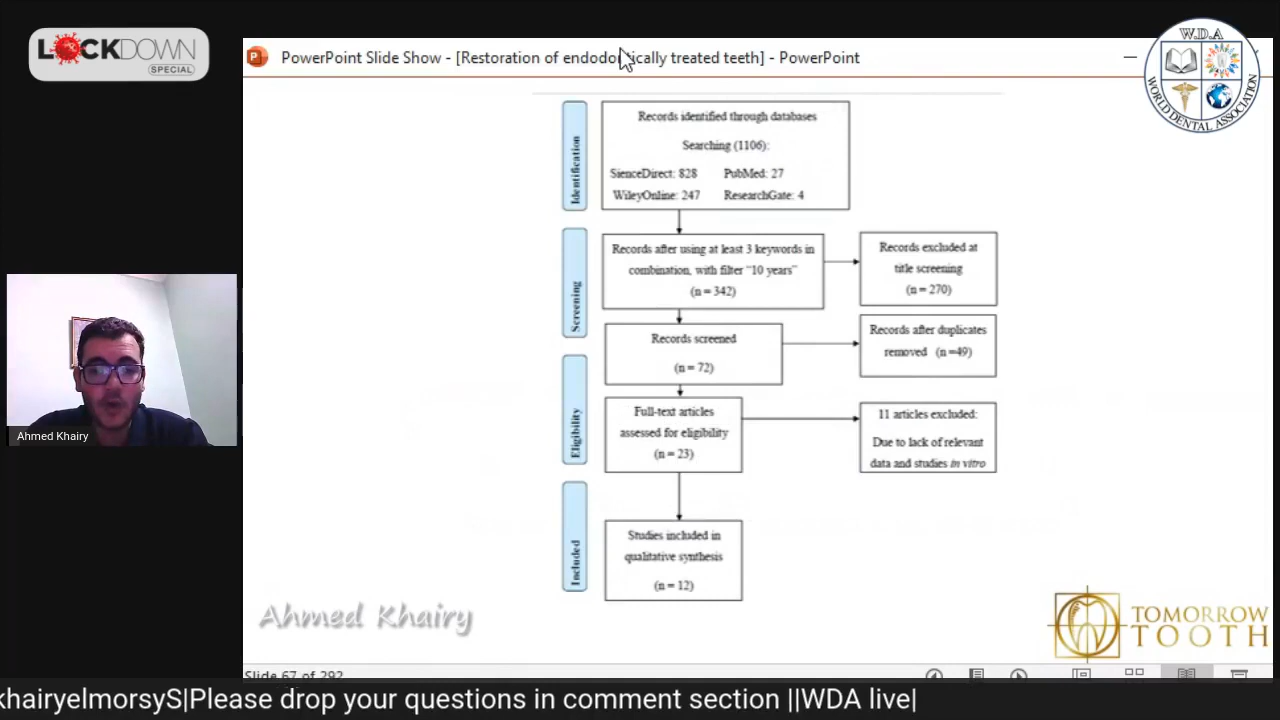 LOCKDOWN
SPECIAL
PowerPoint Slide Show - [Restoration of endodontically treated teeth] - PowerPoint
W.D.A
WORLD DENTAL ASSOCIATION
Identification
Records identified through databases
Searching (1106):
SienceDirect: 828 PubMed: 27
WileyOnline: 247 ResearchGate: 4
Screening
Records after using at least 3 keywords in
combination, with filter “10 years”
(n = 342)
Records excluded at
title screening
(n = 270)
Records screened
(n = 72)
Records after duplicates
removed (n =49)
Eligibility
Full-text articles
assessed for eligibility
(n = 23)
11 articles excluded:
Due to lack of relevant
data and studies in vitro
Included
Studies included in
qualitative synthesis
(n = 12)
Ahmed Khairy
Ahmed Khairy
TOMORROW
TOOTH
Slide 67 of 292
khairyelmorsyS|Please drop your questions in comment section ||WDA live|